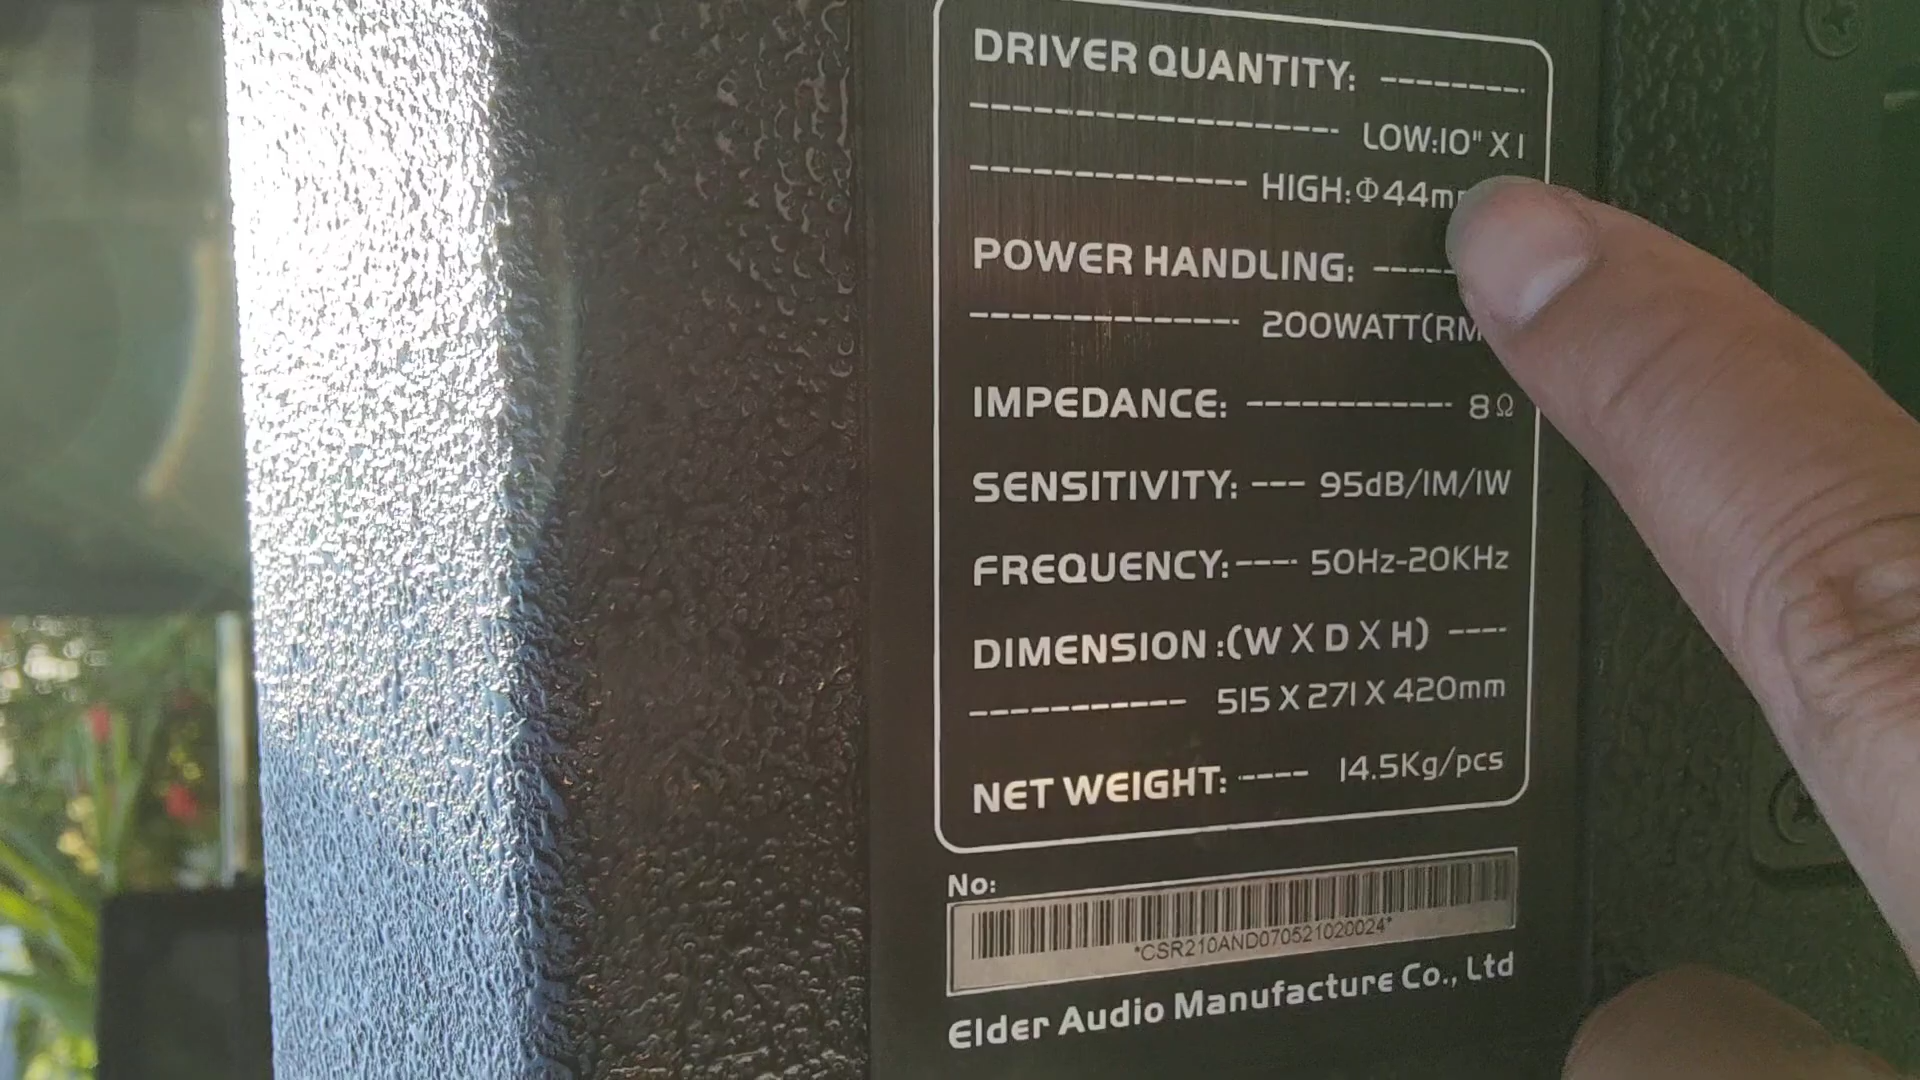 DRIVER QUANTITY: --------.
------------------- LOW:10" X 1
-------------- HIGH:Φ44m
POWER HANDLING: -----
-------------- 200WATT(RM
IMPEDANCE: ----------- 8Ω
SENSITIVITY: --- 95dB/1M/1W
FREQUENCY:---- 50Hz-20KHz
DIMENSION :(W X D X H) ----
----------- 515 X 271 X 420mm
NET WEIGHT: ---- 14.5Kg/pcs
No:
*CSR210AND070521020024*
Elder Audio Manufacture Co., Ltd